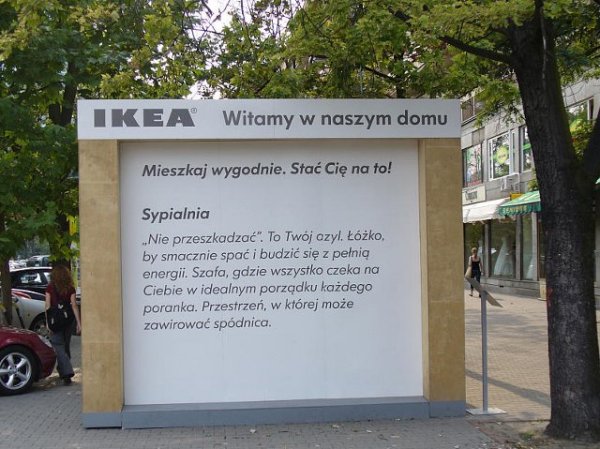 IKEA® Witamy w naszym domu
Mieszkaj wygodnie. Stać Cię na to!
Sypialnia
„Nie przeszkadzać”. To Twój azyl. Łóżko,
by smacznie spać i budzić się z pełnią
energii. Szafa, gdzie wszystko czeka na
Ciebie w idealnym porządku każdego
poranka. Przestrzeń, w której może
zawirować spódnica.